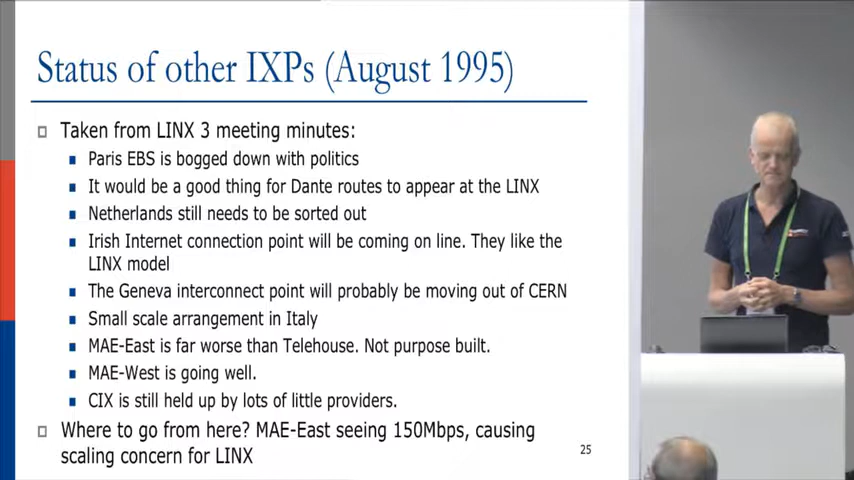 Status of other IXPs (August 1995)
Taken from LINX 3 meeting minutes:
Paris EBS is bogged down with politics
It would be a good thing for Dante routes to appear at the LINX
Netherlands still needs to be sorted out
Irish Internet connection point will be coming on line. They like the
LINX model
The Geneva interconnect point will probably be moving out of CERN
Small scale arrangement in Italy
MAE-East is far worse than Telehouse. Not purpose built.
MAE-West is going well.
CIX is still held up by lots of little providers.
Where to go from here? MAE-East seeing 150Mbps, causing
scaling concern for LINX
25